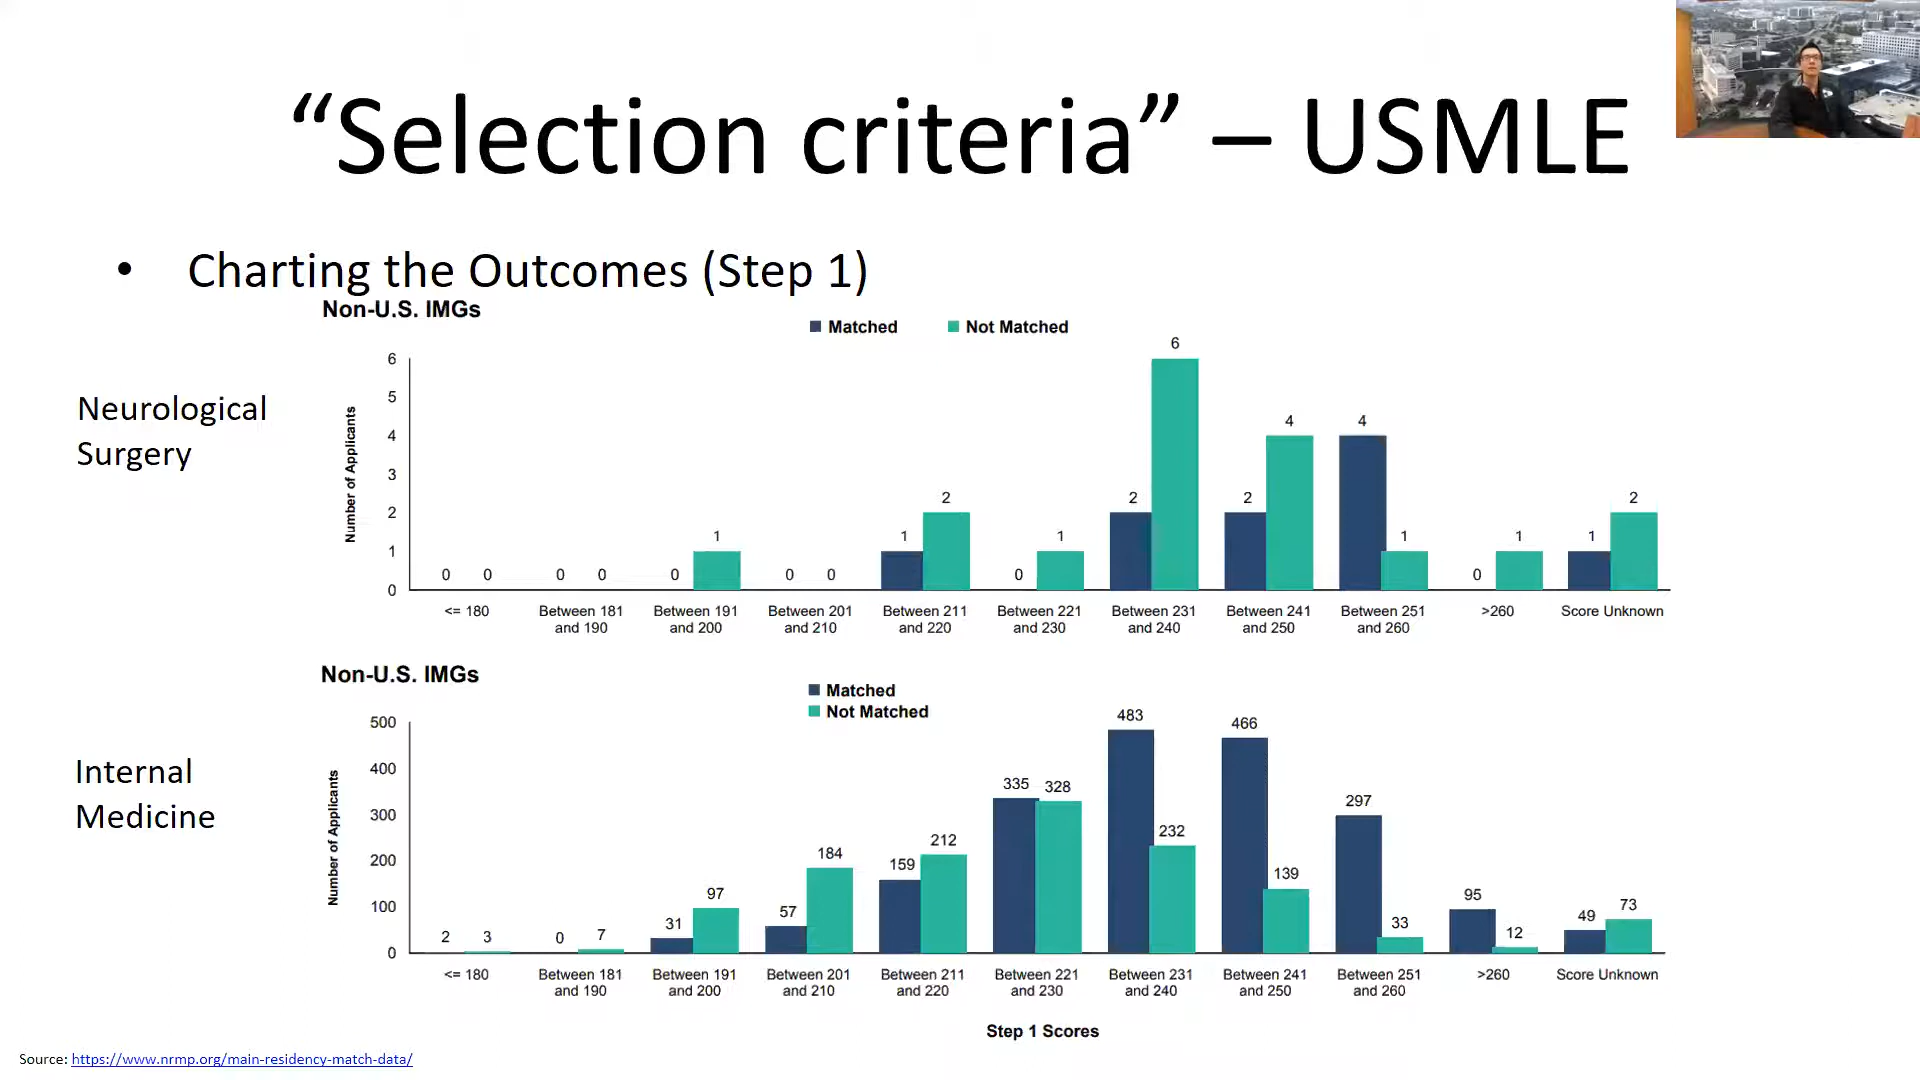 “Selection criteria” – USMLE
• Charting the Outcomes (Step 1)
Non-U.S. IMGs
Matched Not Matched
Neurological
Surgery
Number of Applicants
6
5
4
3
2
1
0
0 0 0 0 0 1 0 0 1 2 0 1 2 6 2 4 4 1 0 1 1 2
<= 180 Between 181 Between 191 Between 201 Between 211 Between 221 Between 231 Between 241 Between 251 >260 Score Unknown
and 190 and 200 and 210 and 220 and 230 and 240 and 250 and 260
Non-U.S. IMGs
Matched
Not Matched
Internal
Medicine
Number of Applicants
500
400
300
200
100
0
2 3 0 7 31 97 57 184 159 212 335 328 483 232 466 139 297 33 95 12 49 73
<= 180 Between 181 Between 191 Between 201 Between 211 Between 221 Between 231 Between 241 Between 251 >260 Score Unknown
and 190 and 200 and 210 and 220 and 230 and 240 and 250 and 260
Step 1 Scores
Source: https://www.nrmp.org/main-residency-match-data/